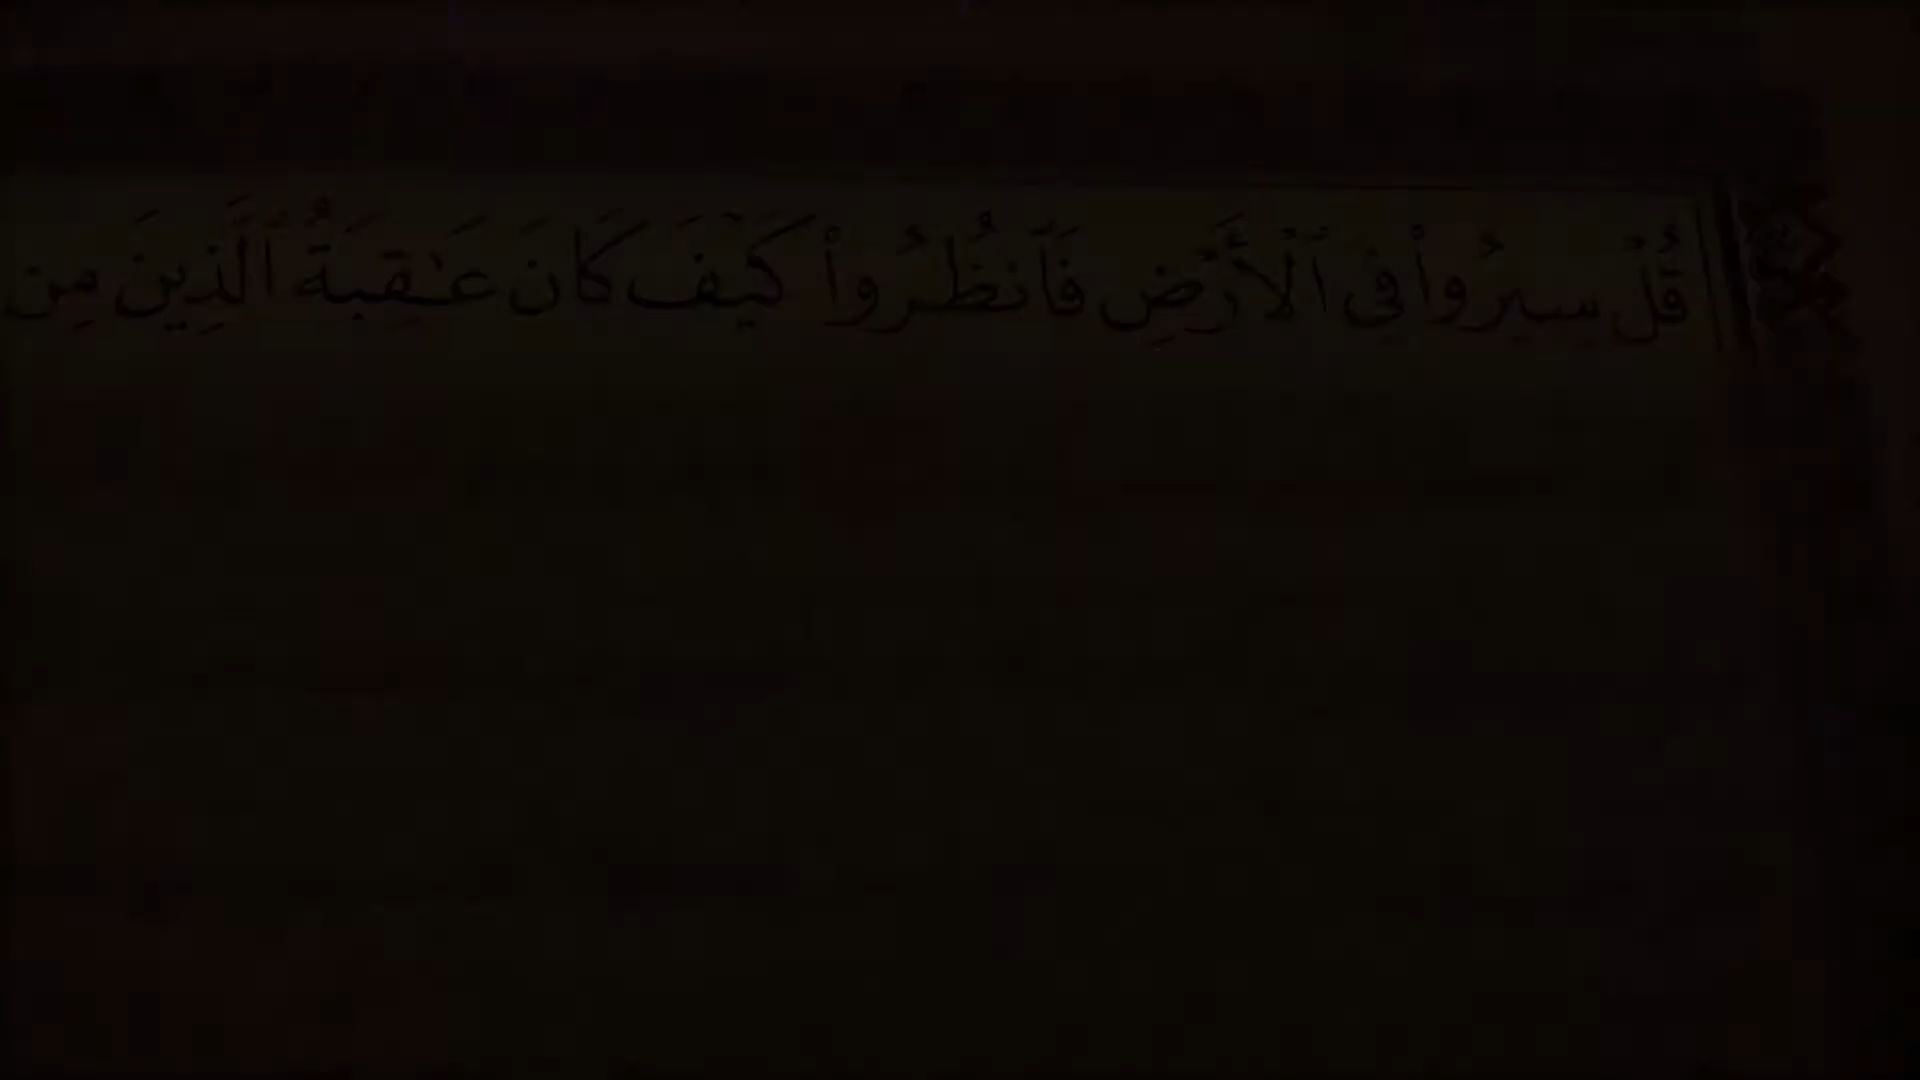 قُلْ سِيرُوا۟ فِى ٱلْأَرْضِ فَٱنظُرُوا۟ كَيْفَ كَانَ عَـٰقِبَةُ ٱلَّذِينَ مِن